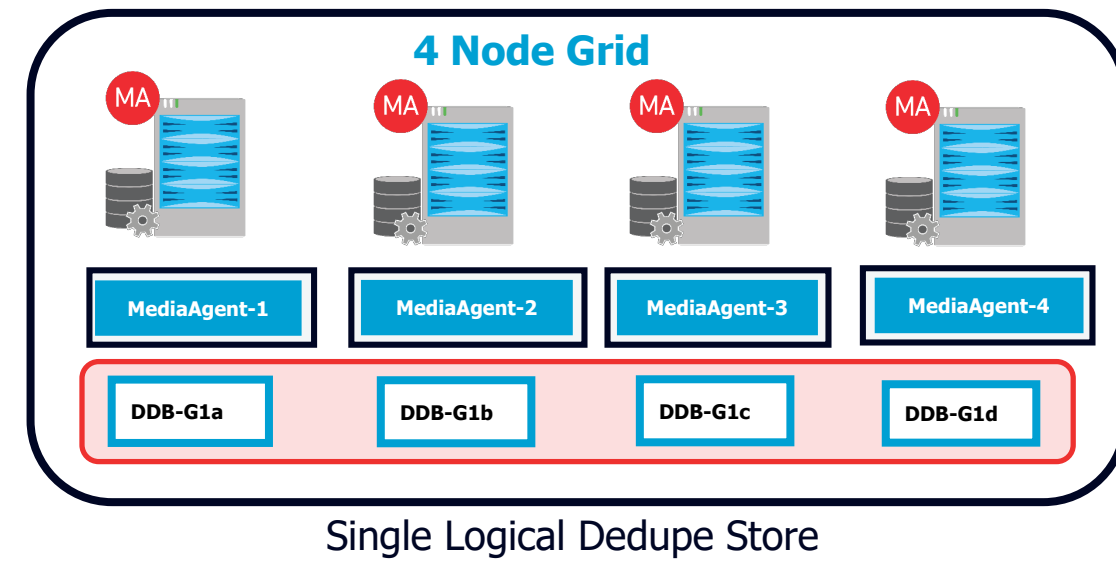 4 Node Grid
MA
MA
MA
MA
MediaAgent-1
MediaAgent-2
MediaAgent-3
MediaAgent-4
DDB-G1a
DDB-G1b
DDB-G1c
DDB-G1d
Single Logical Dedupe Store